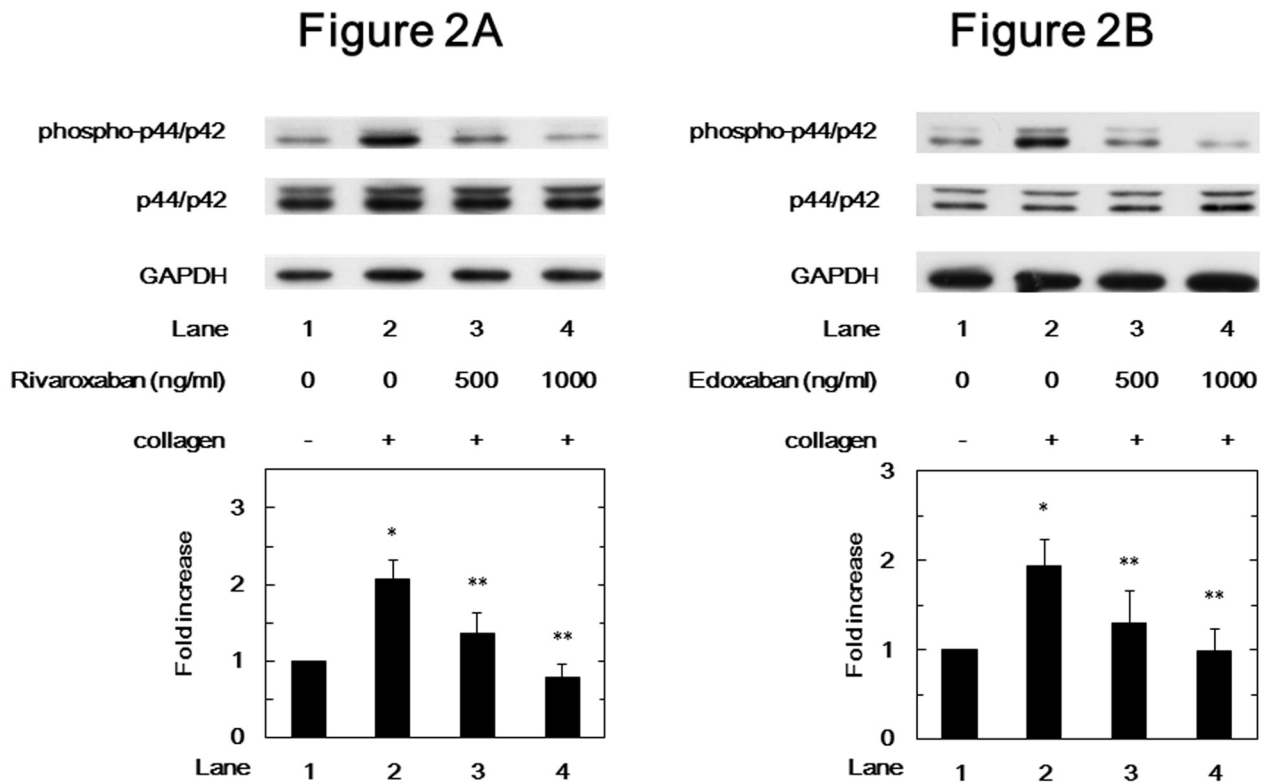 Figure 2A
phospho-p44/p42
p44/p42
GAPDH
Lane 1 2 3 4
Rivaroxaban (ng/ml) 0 0 500 1000
collagen - + + +
Fold increase
3
2
1
0
* ** **
Lane 1 2 3 4
Figure 2B
phospho-p44/p42
p44/p42
GAPDH
Lane 1 2 3 4
Edoxaban (ng/ml) 0 0 500 1000
collagen - + + +
Fold increase
3
2
1
0
* ** **
Lane 1 2 3 4